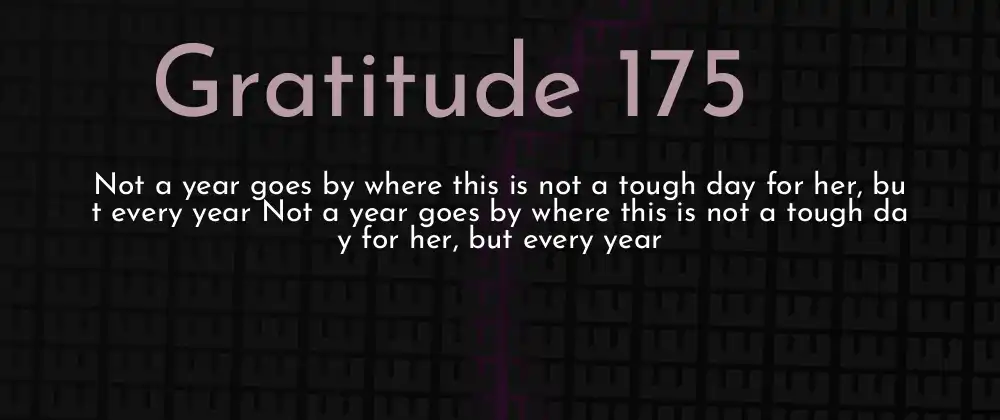 Gratitude 175
Not a year goes by where this is not a tough day for her, bu
t every year Not a year goes by where this is not a tough da
y for her, but every year